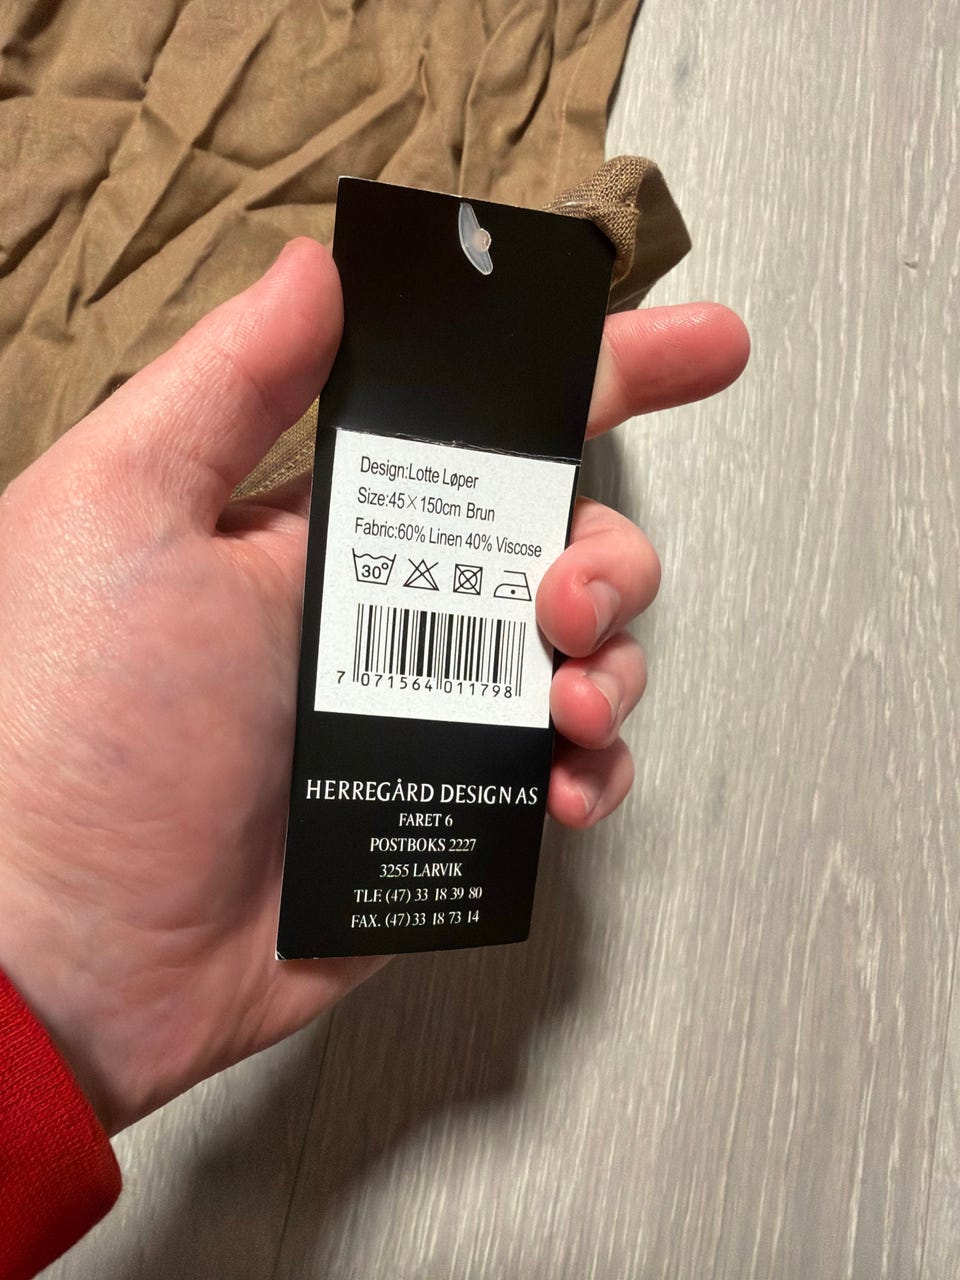 Design:Lotte Løper
Size:45×150cm Brun
Fabric:60% Linen 40% Viscose
30°
7 071564 011798
HERREGÅRD DESIGN AS
FARET 6
POSTBOKS 2227
3255 LARVIK
TLF. (47) 33 18 39 80
FAX. (47) 33 18 73 14